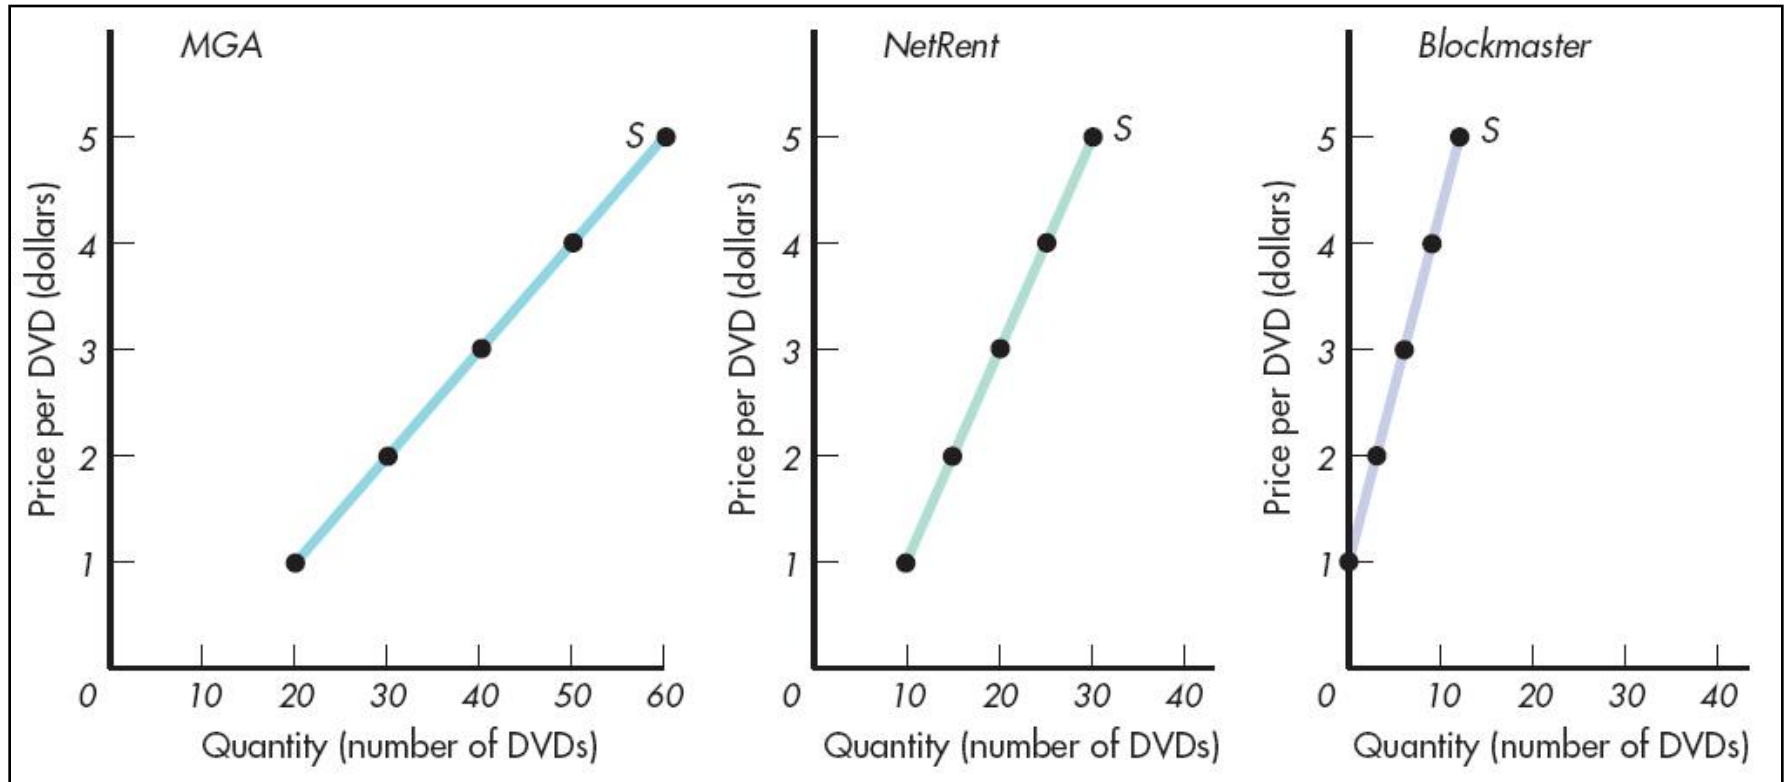 MGA
S
5
4
3
2
1
0
10 20 30 40 50 60
Price per DVD (dollars)
Quantity (number of DVDs)
NetRent
S
5
4
3
2
1
0
10 20 30 40
Price per DVD (dollars)
Quantity (number of DVDs)
Blockmaster
S
5
4
3
2
1
0
10 20 30 40
Price per DVD (dollars)
Quantity (number of DVDs)